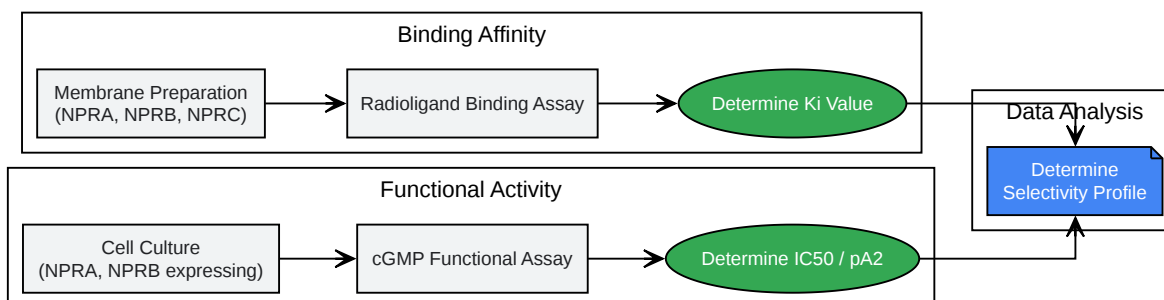 Binding Affinity
Membrane Preparation
(NPRA, NPRB, NPRC)
Radioligand Binding Assay
Determine Ki Value
Data Analysis
Determine
Selectivity Profile
Functional Activity
Cell Culture
(NPRA, NPRB expressing)
cGMP Functional Assay
Determine IC50 / pA2